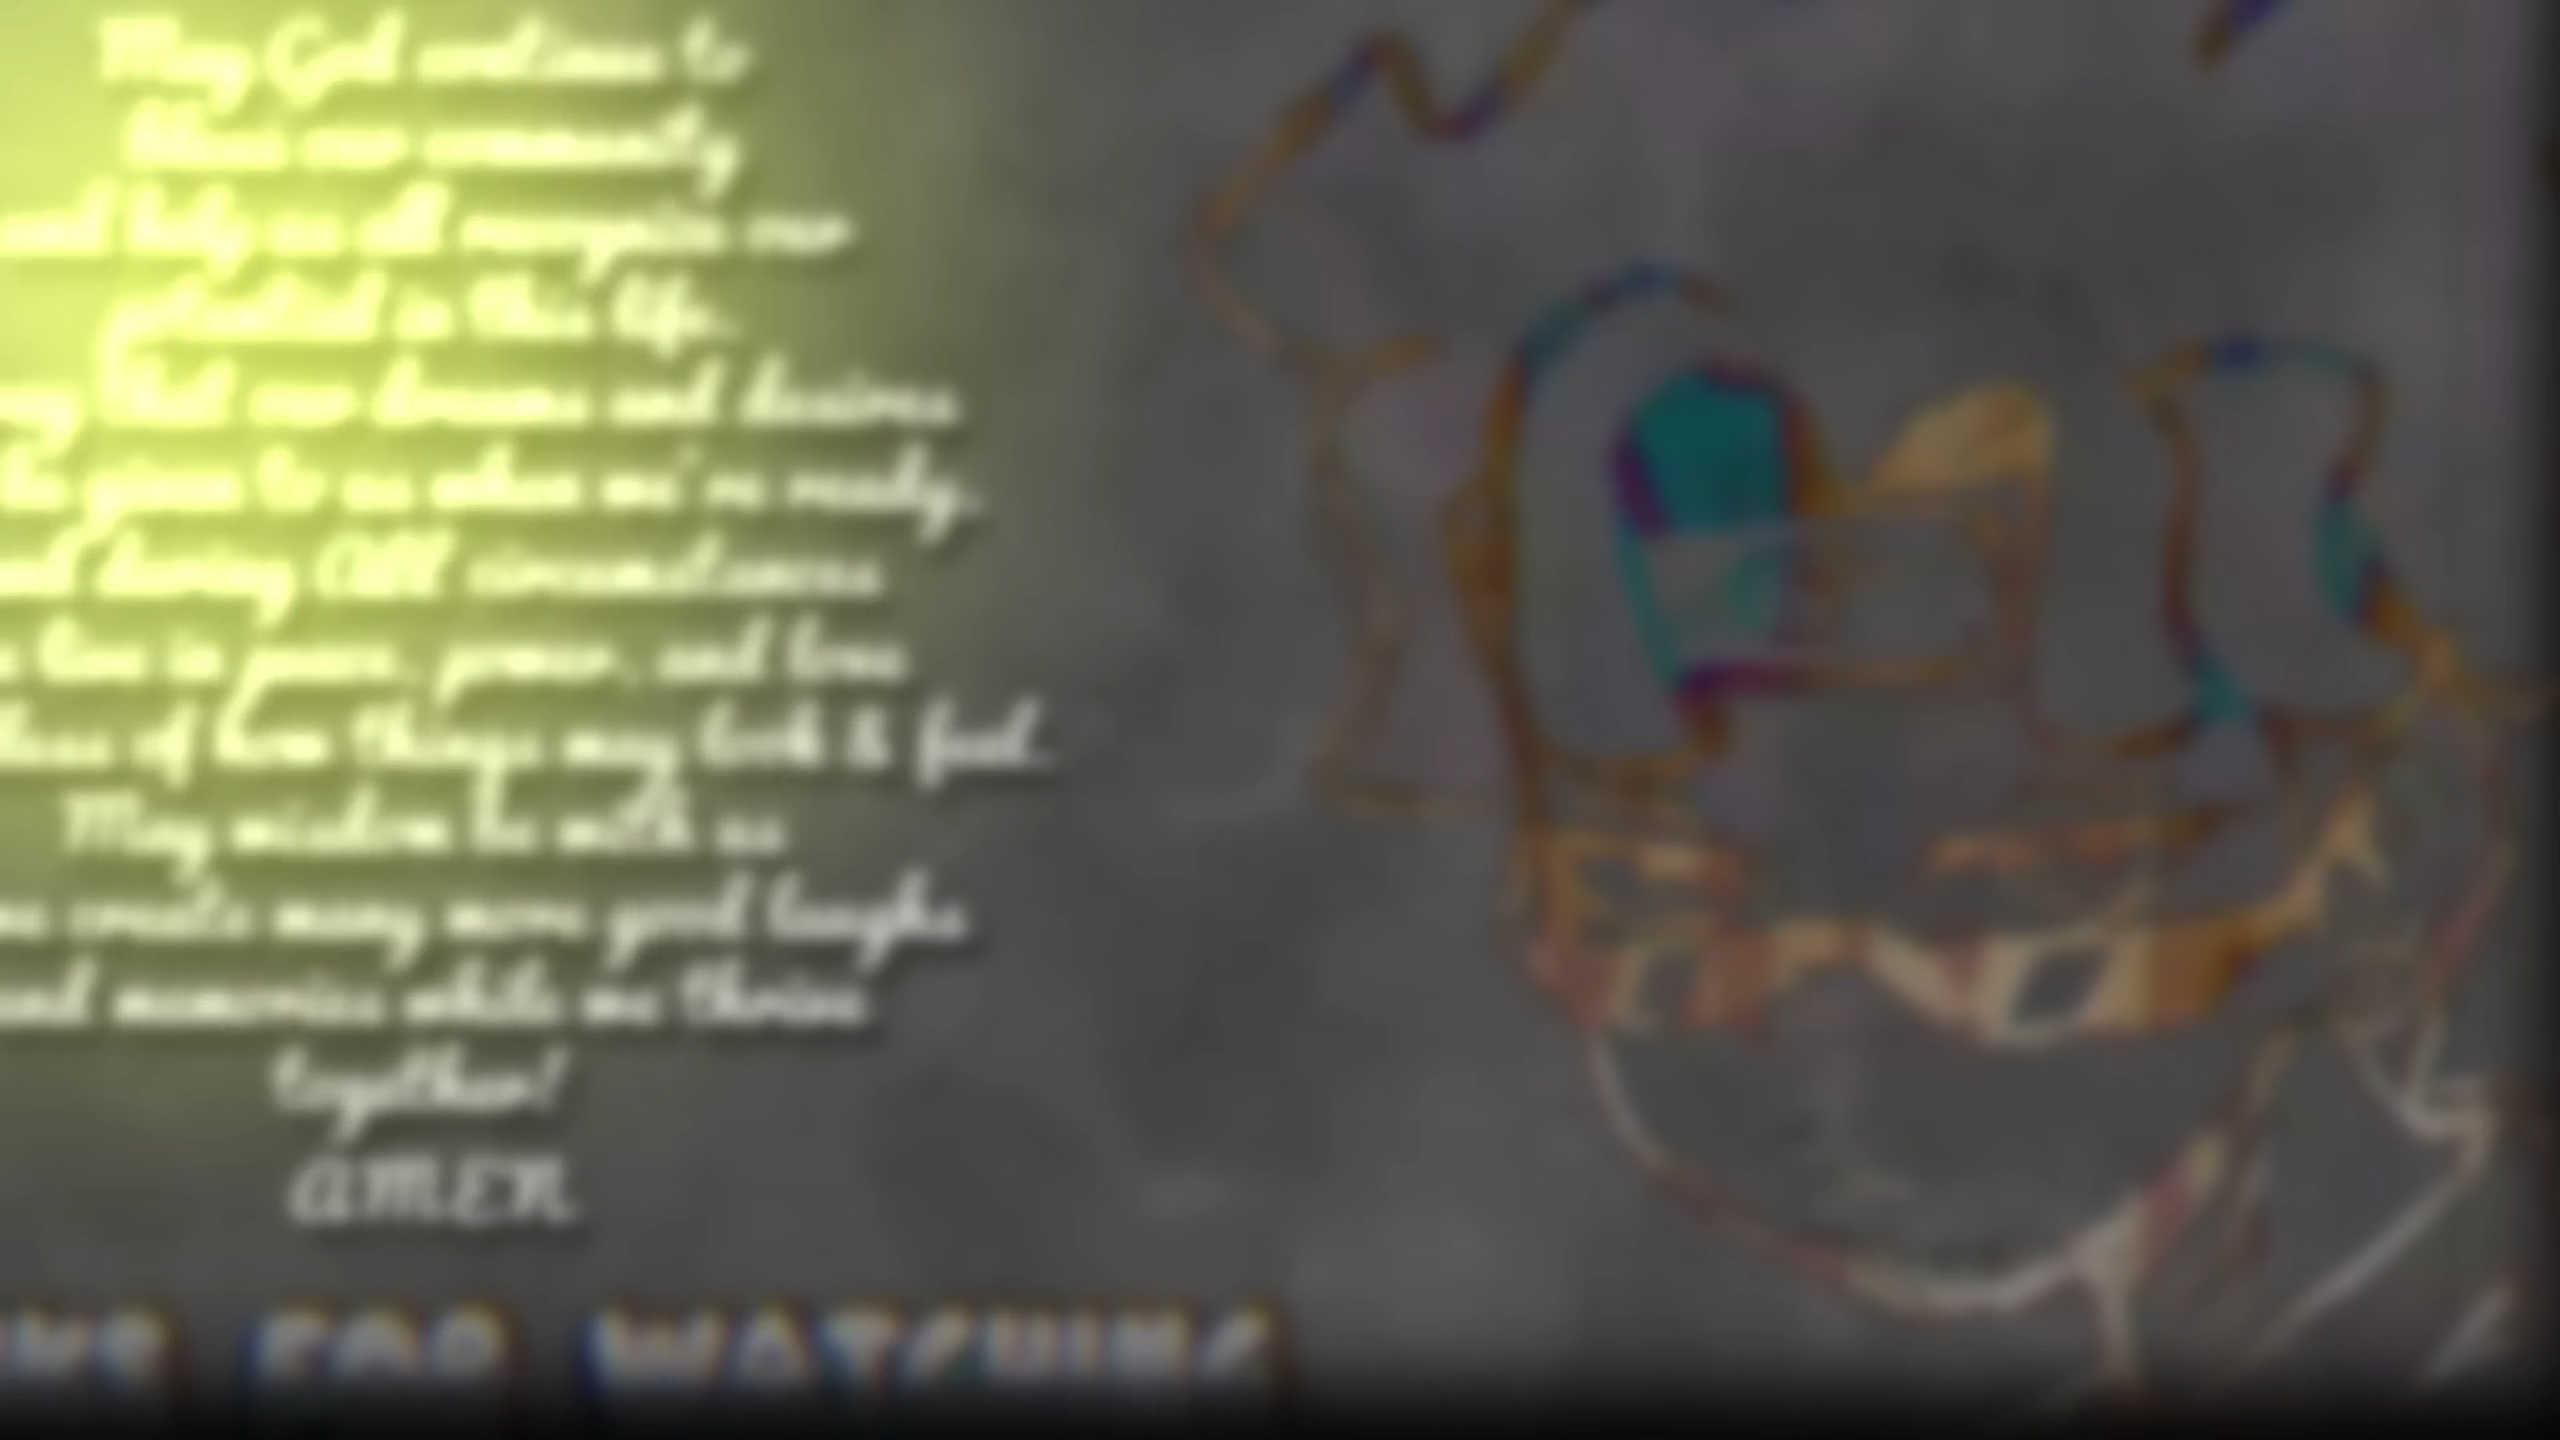 May God continue to
bless our community
and help us all recognize our
potential in this life.
that our dreams and desires
be given to us when we're ready.
and during All circumstances
live in peace, power, and love
of how things may look & feel.
May wisdom be with us
create many more good laughs
and memories while we thrive
together!
AMEN
FOR WATCHING